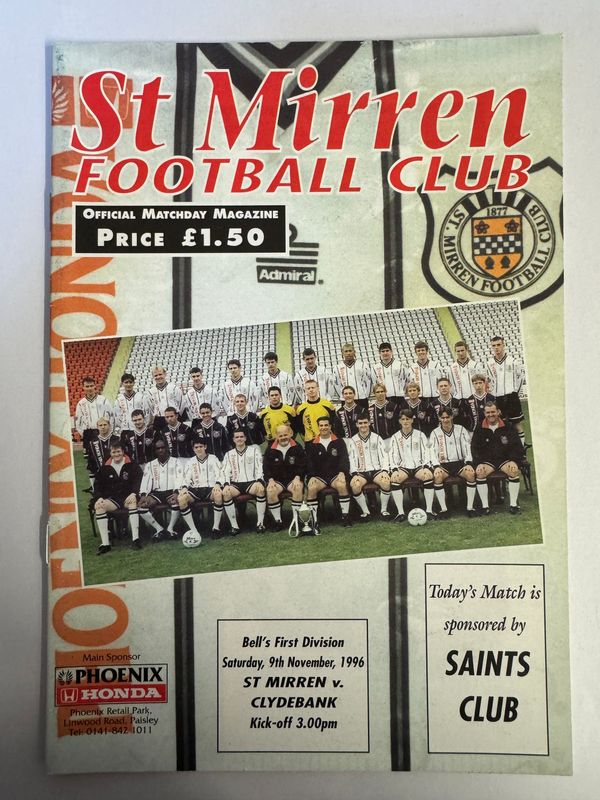 St Mirren
FOOTBALL CLUB
OFFICIAL MATCHDAY MAGAZINE
PRICE £1.50
Admiral
1877
ST. MIRREN FOOTBALL CLUB
Today's Match is
sponsored by
SAINTS
CLUB
Bell's First Division
Saturday, 9th November, 1996
ST MIRREN v.
CLYDEBANK
Kick-off 3.00pm
Main Sponsor
PHOENIX
HONDA
Phoenix Retail Park,
Linwood Road, Paisley
Tel: 0141-842 1011